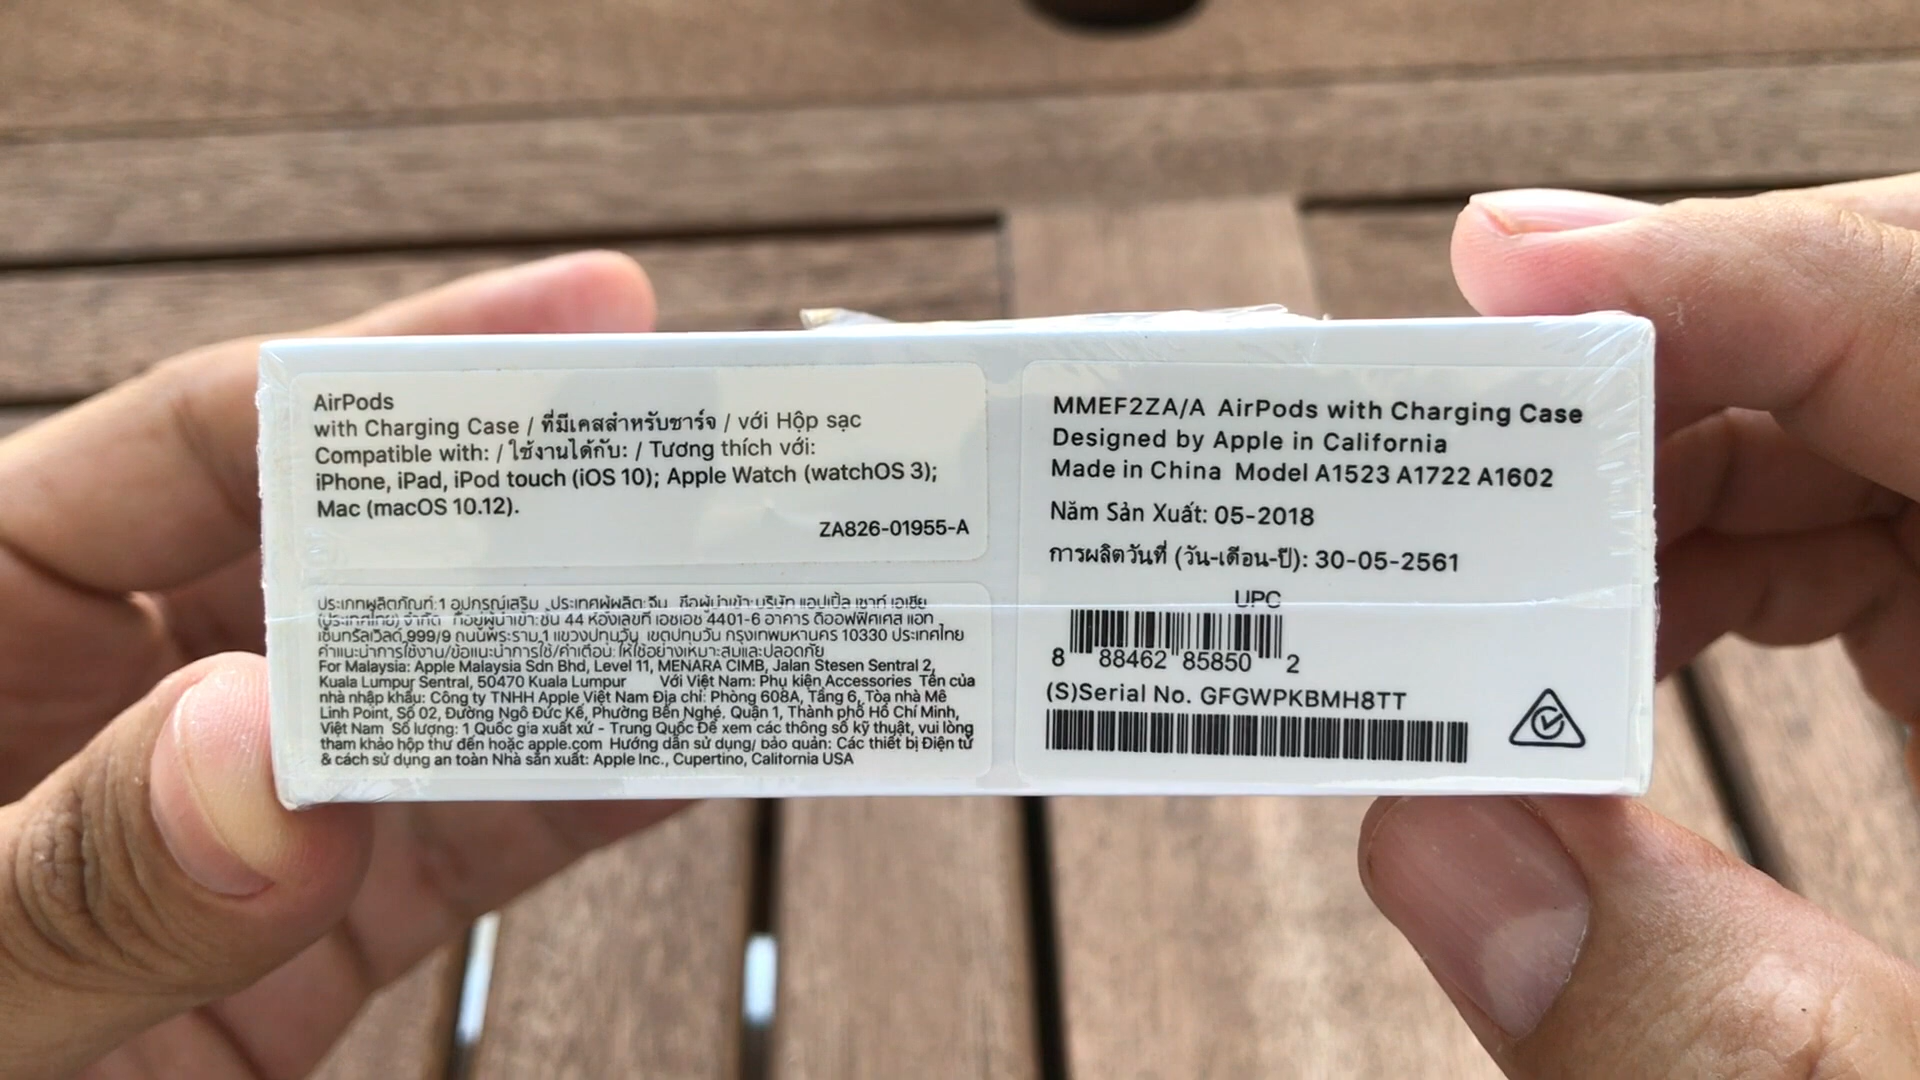 AirPods
with Charging Case / ที่มีเคสสำหรับชาร์จ / với Hộp sạc
Compatible with: / ใช้งานได้กับ: / Tương thích với:
iPhone, iPad, iPod touch (iOS 10); Apple Watch (watchOS 3);
Mac (macOS 10.12).
ZA826-01955-A
ประเภทผลิตภัณฑ์:1 อุปกรณ์เสริม ประเทศผู้ผลิต:จีน ชื่อผู้นำเข้า:บริษัท แอปเปิ้ล เซาท์ เอเชีย
(ประเทศไทย) จำกัด ที่อยู่ผู้นำเข้า:ชั้น 44 ห้องเลขที่ เอชเอช 4401-6 อาคาร ดิออฟฟิศเศส แอท
เซ็นทรัลเวิลด์ 999/9 ถนนพระราม 1 แขวงปทุมวัน เขตปทุมวัน กรุงเทพมหานคร 10330 ประเทศไทย
คำแนะนำการใช้งาน/ข้อแนะนำการใช้/คำเตือน: ให้ใช้อย่างเหมาะสมและปลอดภัย
For Malaysia: Apple Malaysia Sdn Bhd, Level 11, MENARA CIMB, Jalan Stesen Sentral 2,
Kuala Lumpur Sentral, 50470 Kuala Lumpur Với Việt Nam: Phụ kiện Accessories Tên của
nhà nhập khẩu: Công ty TNHH Apple Việt Nam Địa chỉ: Phòng 608A, Tầng 6, Tòa nhà Mê
Linh Point, Số 02, Đường Ngô Đức Kế, Phường Bến Nghé, Quận 1, Thành phố Hồ Chí Minh,
Việt Nam Số lượng: 1 Quốc gia xuất xứ - Trung Quốc Để xem các thông số kỹ thuật, vui lòng
tham khảo hộp thư đến hoặc apple.com Hướng dẫn sử dụng/ bảo quản: Các thiết bị Điện tử
& cách sử dụng an toàn Nhà sản xuất: Apple Inc., Cupertino, California USA
MMEF2ZA/A AirPods with Charging Case
Designed by Apple in California
Made in China Model A1523 A1722 A1602
Năm Sản Xuất: 05-2018
การผลิตวันที่ (วัน-เดือน-ปี): 30-05-2561
UPC
8 88462 85850 2
(S)Serial No. GFGWPKBMH8TT